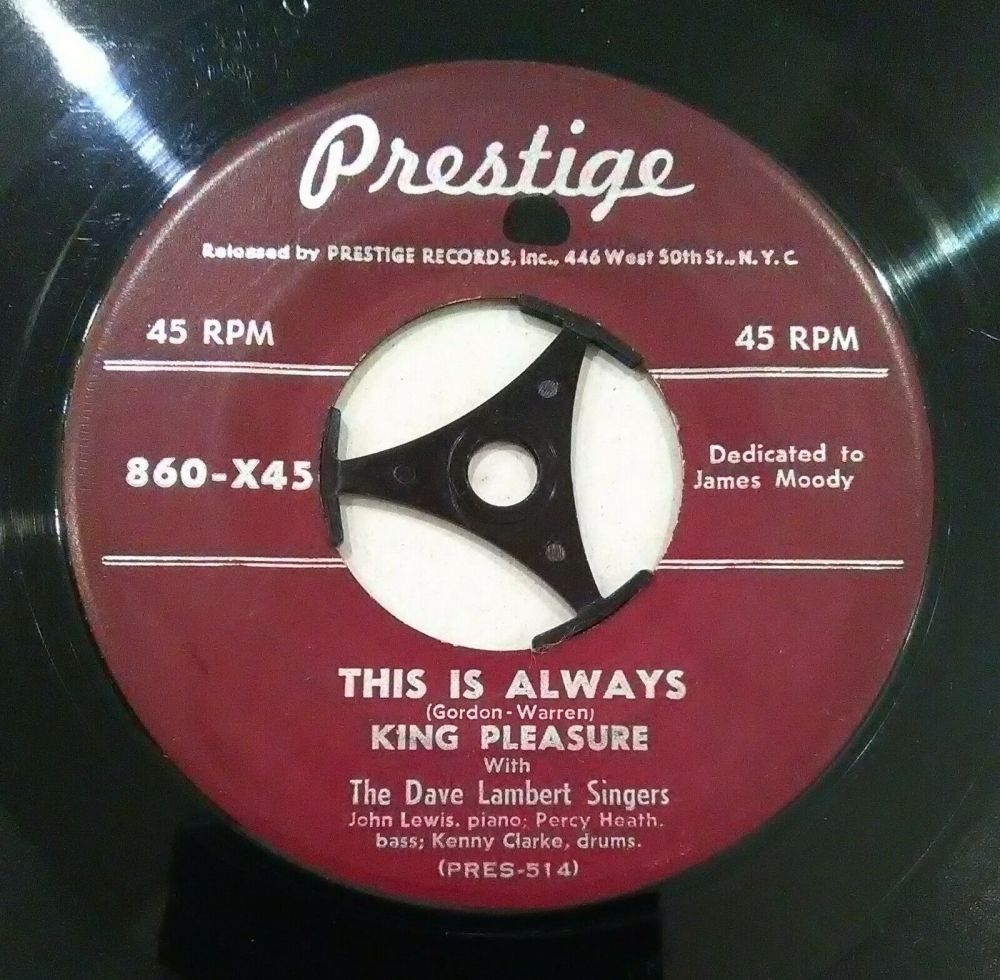 Prestige
Released by PRESTIGE RECORDS, Inc., 446 West 50th St., N. Y. C
45 RPM
45 RPM
860-X45
Dedicated to
James Moody
THIS IS ALWAYS
(Gordon-Warren)
KING PLEASURE
With
The Dave Lambert Singers
John Lewis, piano; Percy Heath,
bass; Kenny Clarke, drums.
(PRES-514)